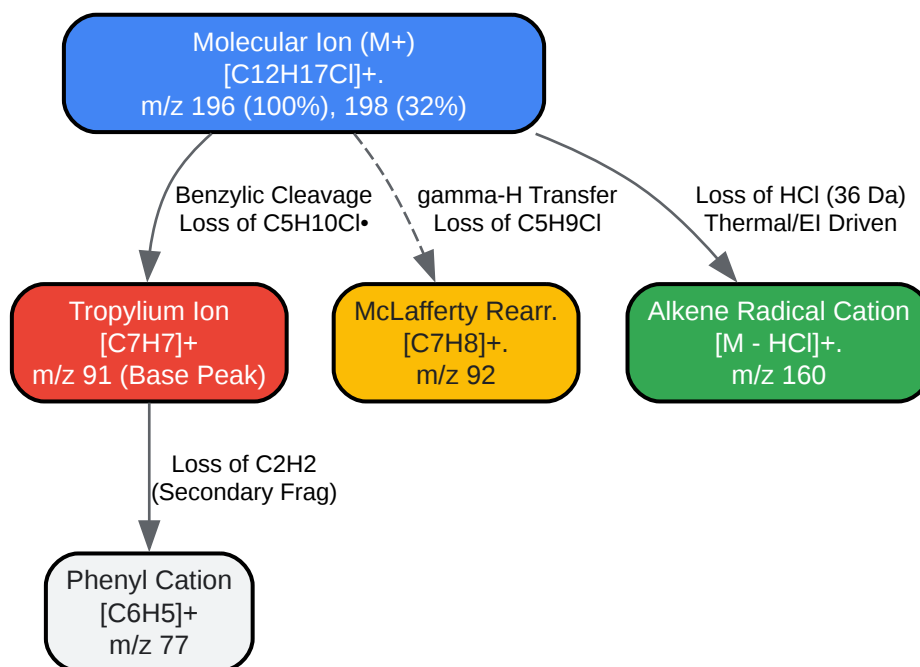 Molecular Ion (M+)
[C12H17Cl]+.
m/z 196 (100%), 198 (32%)
Benzylic Cleavage
Loss of C5H10Cl•
gamma-H Transfer
Loss of C5H9Cl
Loss of HCl (36 Da)
Thermal/EI Driven
Tropylium Ion
[C7H7]+
m/z 91 (Base Peak)
McLafferty Rearr.
[C7H8]+.
m/z 92
Alkene Radical Cation
[M - HCl]+.
m/z 160
Loss of C2H2
(Secondary Frag)
Phenyl Cation
[C6H5]+
m/z 77